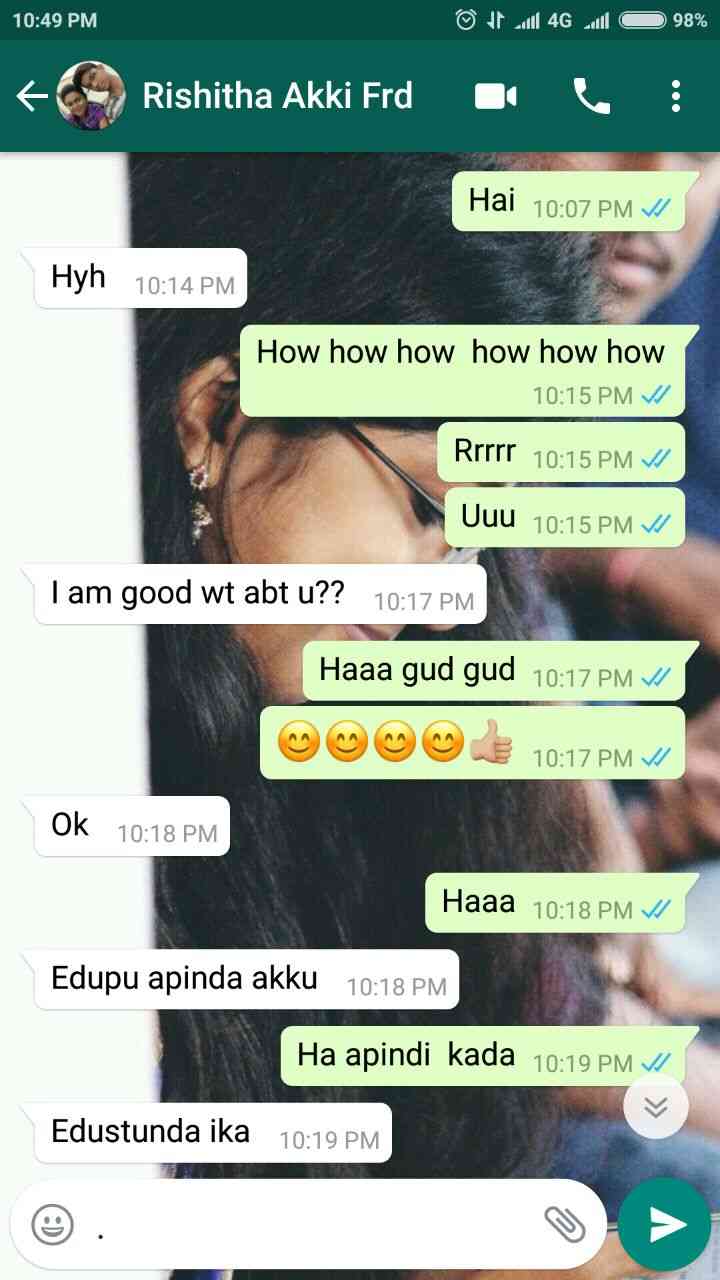 10:49 PM 4G 98%
Rishitha Akki Frd
Hai 10:07 PM
Hyh 10:14 PM
How how how  how how how
10:15 PM
Rrrrr 10:15 PM
Uuu 10:15 PM
I am good wt abt u?? 10:17 PM
Haaa gud gud 10:17 PM
😊😊😊😊👍🏼 10:17 PM
Ok 10:18 PM
Haaa 10:18 PM
Edupu apinda akku 10:18 PM
Ha apindi  kada 10:19 PM
Edustunda ika 10:19 PM
.